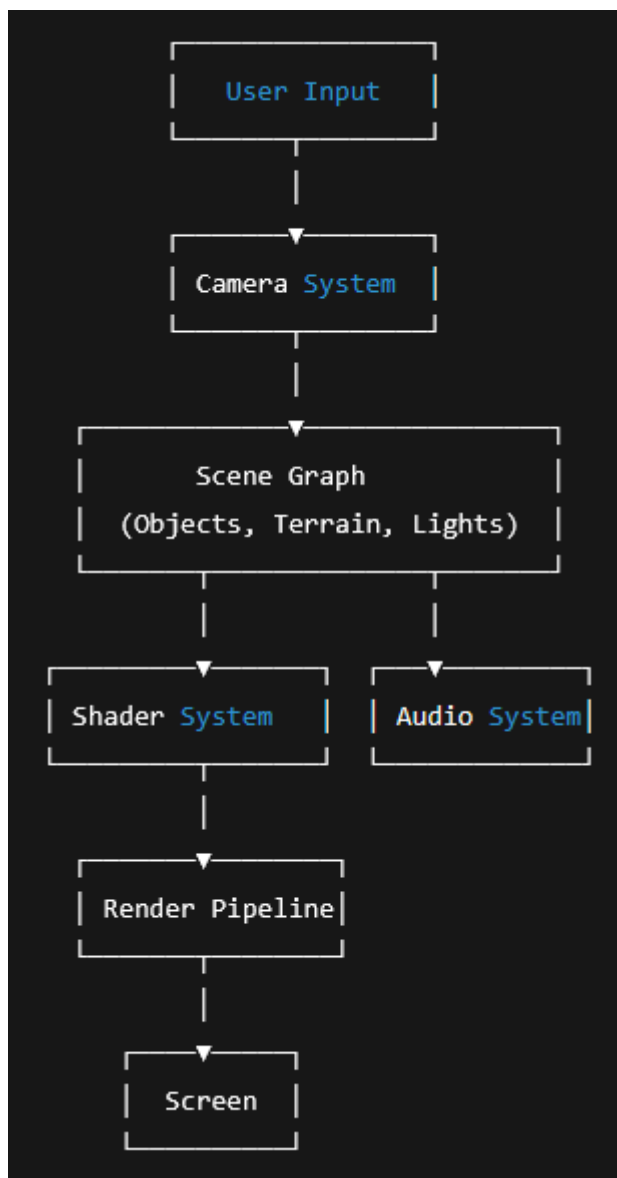 User Input
Camera System
Scene Graph
(Objects, Terrain, Lights)
Shader System
Audio System
Render Pipeline
Screen